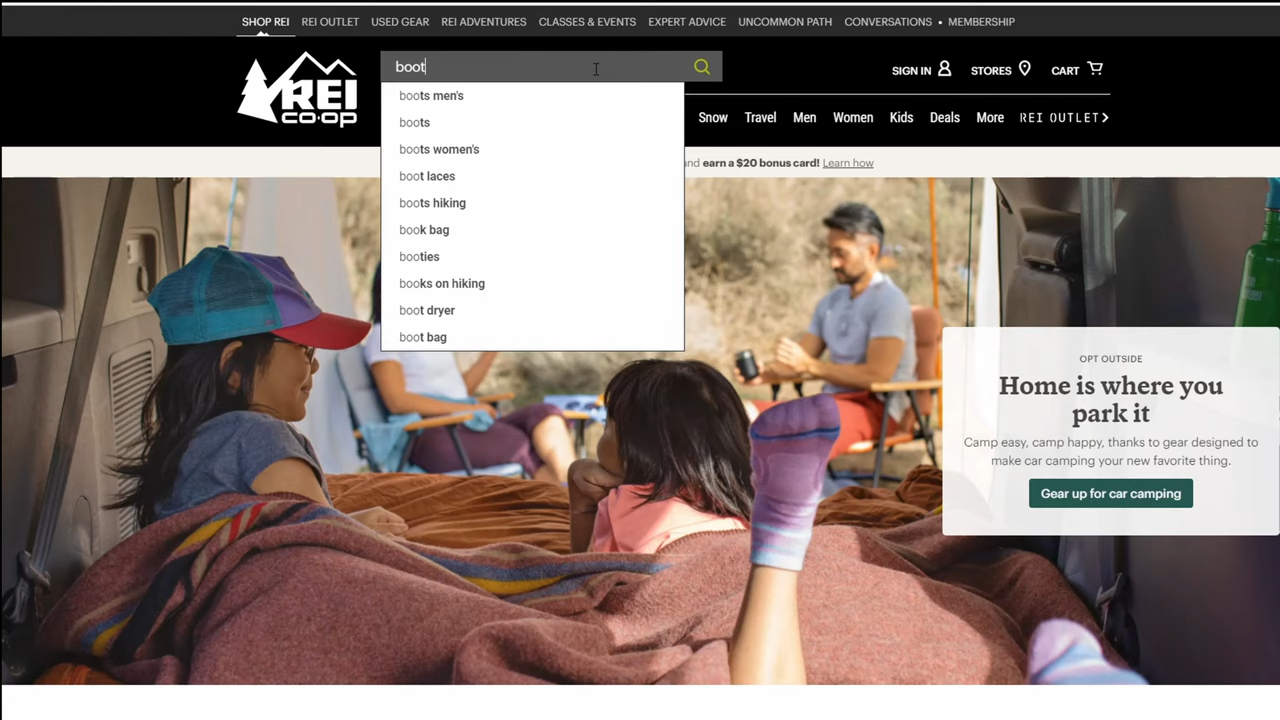 SHOP REI REI OUTLET USED GEAR REI ADVENTURES CLASSES & EVENTS EXPERT ADVICE UNCOMMON PATH CONVERSATIONS • MEMBERSHIP
REI
co·op
boot
SIGN IN STORES CART
boots men's
boots
boots women's
boot laces
boots hiking
book bag
booties
books on hiking
boot dryer
boot bag
Snow Travel Men Women Kids Deals More REI OUTLET
and earn a $20 bonus card! Learn how
OPT OUTSIDE
Home is where you
park it
Camp easy, camp happy, thanks to gear designed to
make car camping your new favorite thing.
Gear up for car camping